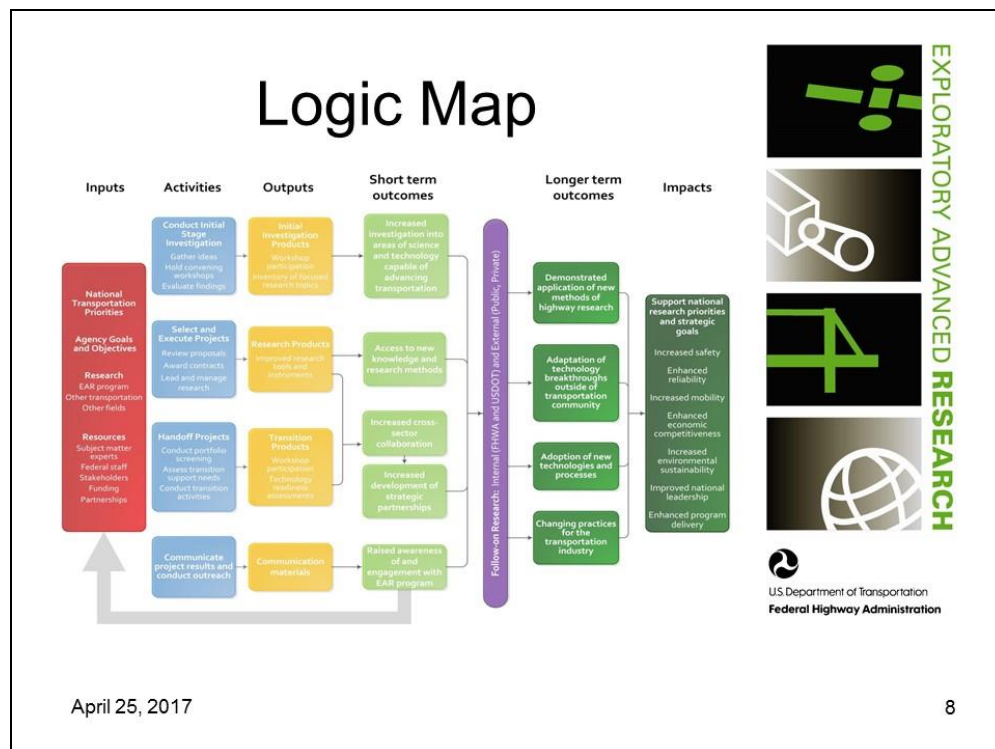 Logic Map
Inputs
Activities
Outputs
Short term
outcomes
Longer term
outcomes
Impacts
National
Transportation
Priorities
Agency Goals
and Objectives
Research
EAR program
Other transportation
Other fields
Resources
Subject matter
experts
Federal staff
Stakeholders
Funding
Partnerships
Conduct Initial
Stage
Investigation
Gather ideas
Hold convening
workshops
Evaluate findings
Select and
Execute Projects
Review proposals
Award contracts
Lead and manage
research
Handoff Projects
Conduct portfolio
screening
Assess transition
support needs
Conduct transition
activities
Communicate
project results and
conduct outreach
Initial
Investigation
Products
Workshop
participation
Inventory of focused
research topics
Research Products
Improved research
tools and
instruments
Transition
Products
Workshop
participation
Technology
readiness
assessments
Communication
materials
Increased
investigation into
areas of science
and technology
capable of
advancing
transportation
Access to new
knowledge and
research methods
Increased cross-
sector
collaboration
Increased
development of
strategic
partnerships
Raised awareness
of and
engagement with
EAR program
Follow-on Research: Internal (FHWA and USDOT) and External (Public, Private)
Demonstrated
application of new
methods of
highway research
Adaptation of
technology
breakthroughs
outside of
transportation
community
Adoption of new
technologies and
processes
Changing practices
for the
transportation
industry
Support national
research priorities
and strategic
goals
Increased safety
Enhanced
reliability
Increased mobility
Enhanced
economic
competitiveness
Increased
environmental
sustainability
Improved national
leadership
Enhanced program
delivery
EXPLORATORY ADVANCED RESEARCH
U.S. Department of Transportation
Federal Highway Administration
April 25, 2017
8